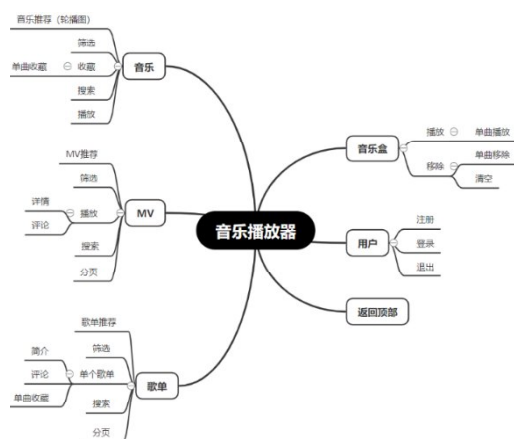 音乐推荐（轮播图）
筛选
单曲收藏
收藏
搜索
播放
音乐
MV推荐
筛选
详情
评论
播放
搜索
分页
MV
歌单推荐
筛选
简介
评论
单曲收藏
单个歌单
搜索
分页
歌单
音乐播放器
音乐盒
播放
单曲播放
移除
单曲移除
清空
用户
注册
登录
退出
返回顶部